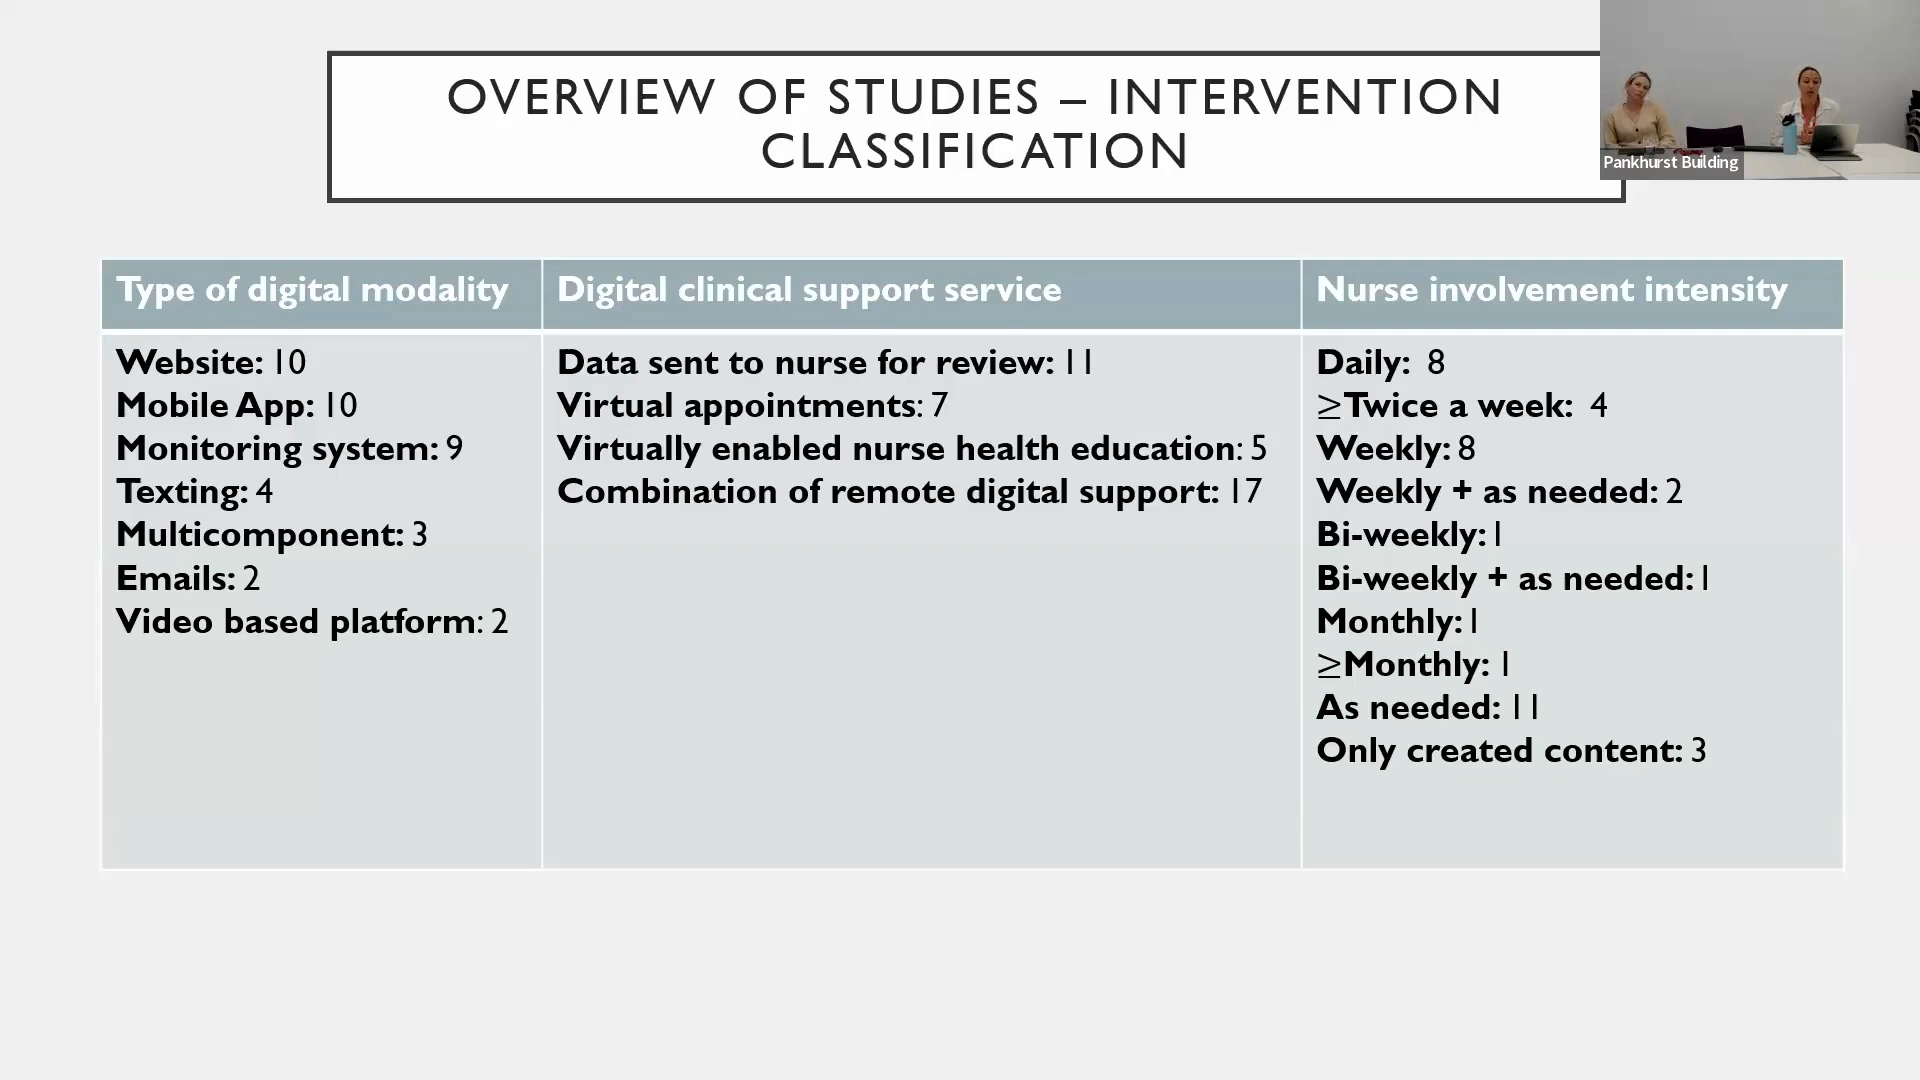 OVERVIEW OF STUDIES – INTERVENTION
CLASSIFICATION
Pankhurst Building
Type of digital modality
Website: 10
Mobile App: 10
Monitoring system: 9
Texting: 4
Multicomponent: 3
Emails: 2
Video based platform: 2
Digital clinical support service
Data sent to nurse for review: 11
Virtual appointments: 7
Virtually enabled nurse health education: 5
Combination of remote digital support: 17
Nurse involvement intensity
Daily: 8
≥Twice a week: 4
Weekly: 8
Weekly + as needed: 2
Bi-weekly: 1
Bi-weekly + as needed: 1
Monthly: 1
≥Monthly: 1
As needed: 11
Only created content: 3